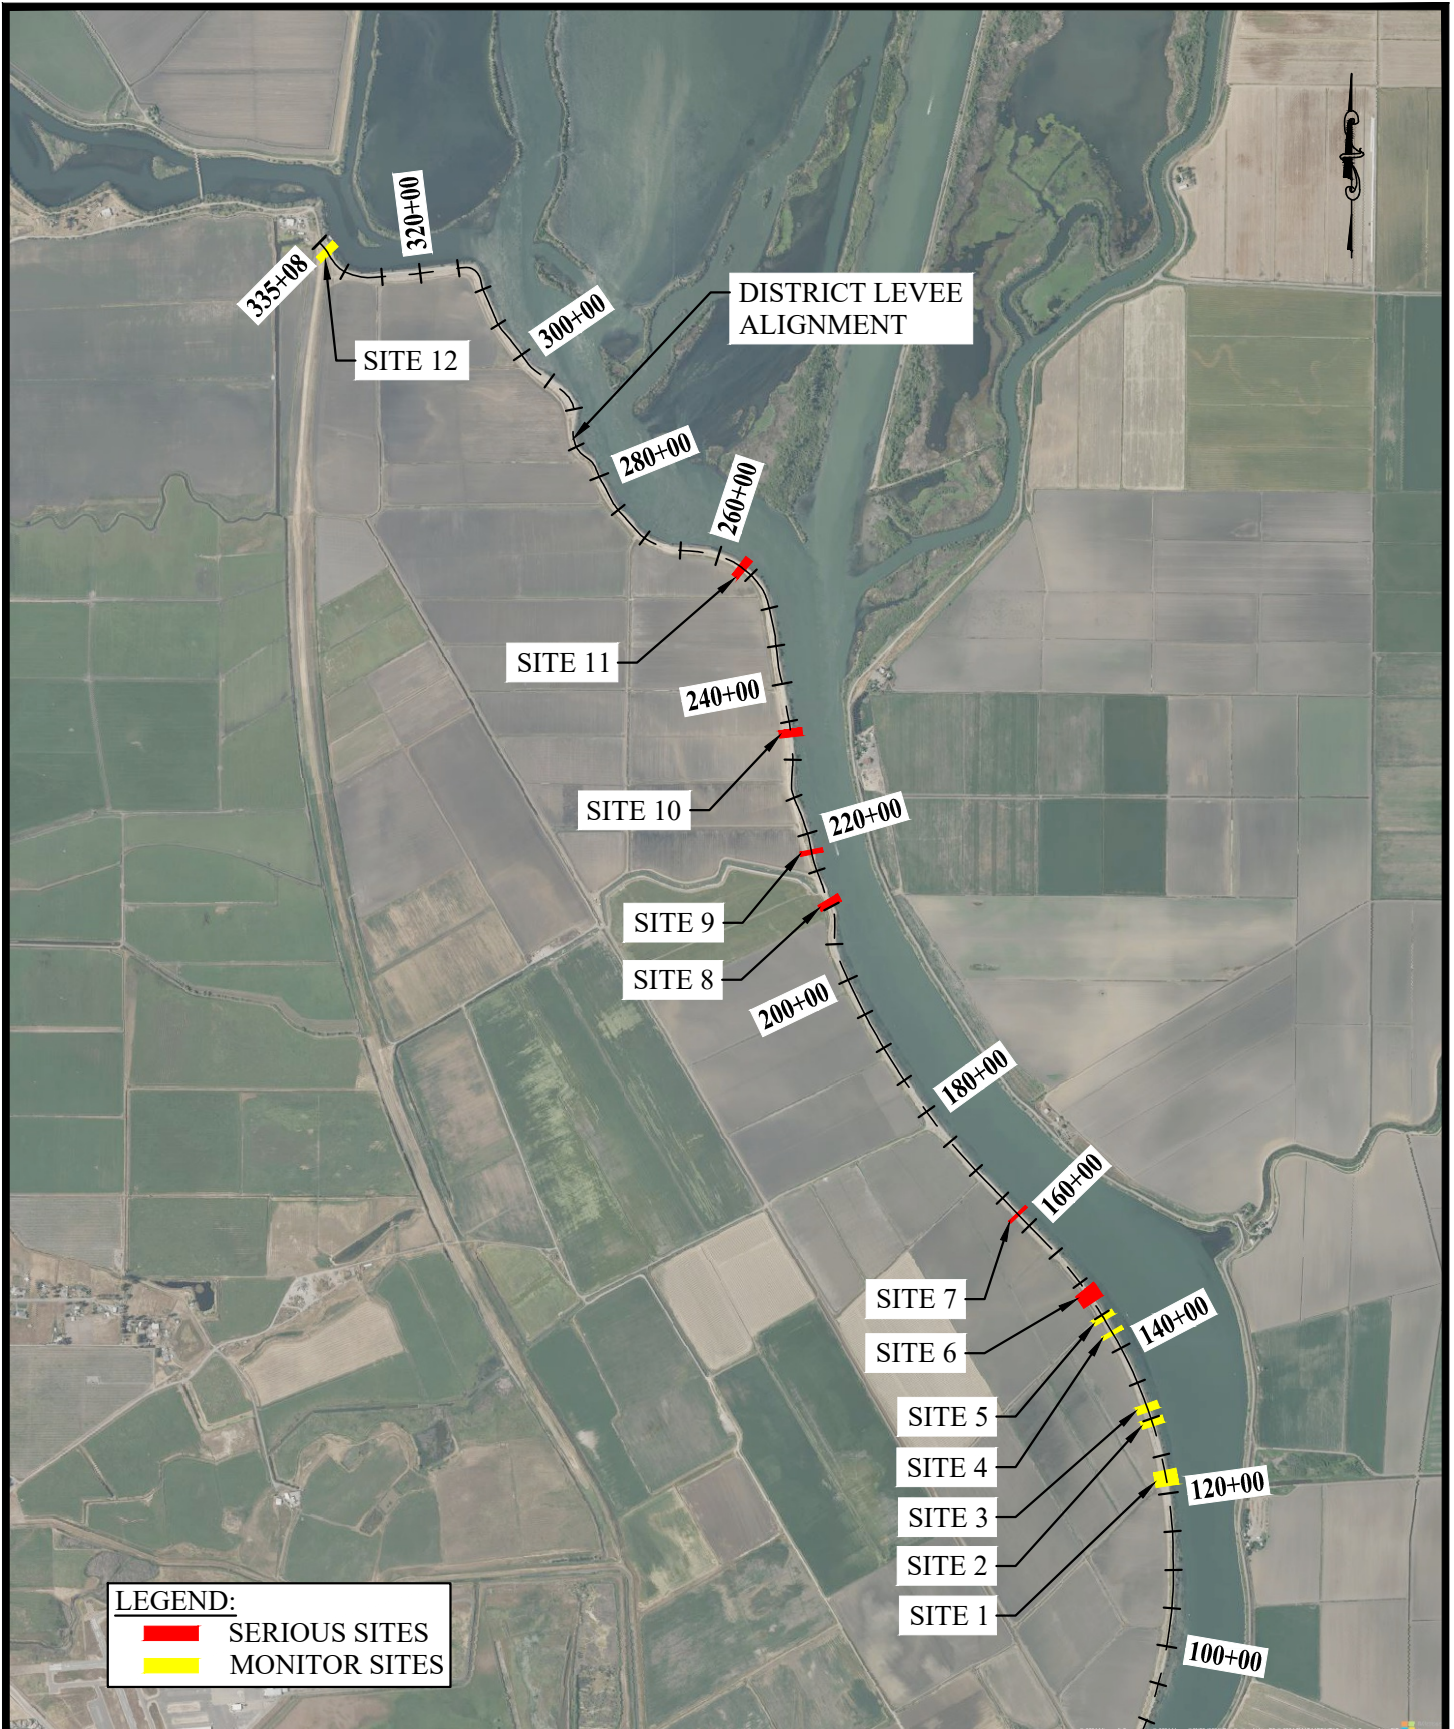 320+00
335+08
SITE 12
300+00
DISTRICT LEVEE
ALIGNMENT
280+00
260+00
SITE 11
240+00
SITE 10
220+00
SITE 9
SITE 8
200+00
180+00
160+00
SITE 7
140+00
SITE 6
SITE 5
SITE 4
120+00
SITE 3
SITE 2
SITE 1
100+00
LEGEND:
SERIOUS SITES
MONITOR SITES